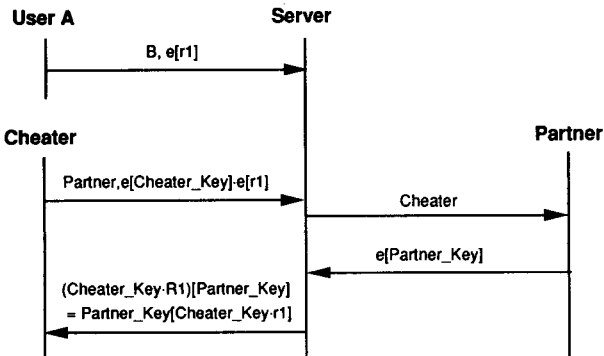 User A
Server
B, e[r1]
Cheater
Partner
Partner,e[Cheater_Key]·e[r1]
Cheater
e[Partner_Key]
(Cheater_Key·R1)[Partner_Key]
= Partner_Key[Cheater_Key·r1]